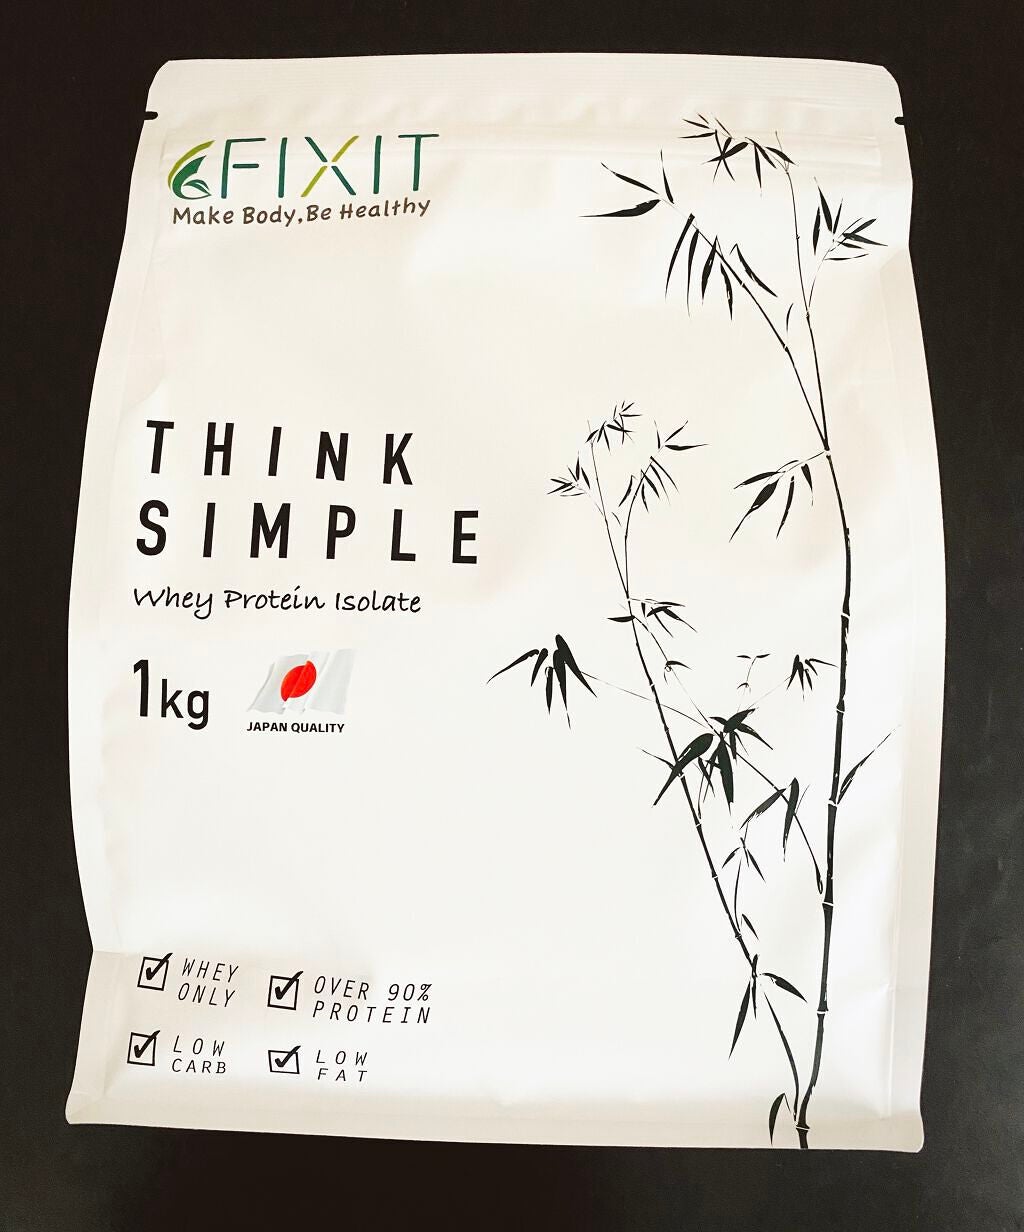 FIXIT
Make Body,Be Healthy
THINK
SIMPLE
Whey Protein Isolate
1kg
JAPAN QUALITY
WHEY
ONLY
OVER 90%
PROTEIN
LOW
CARB
LOW
FAT